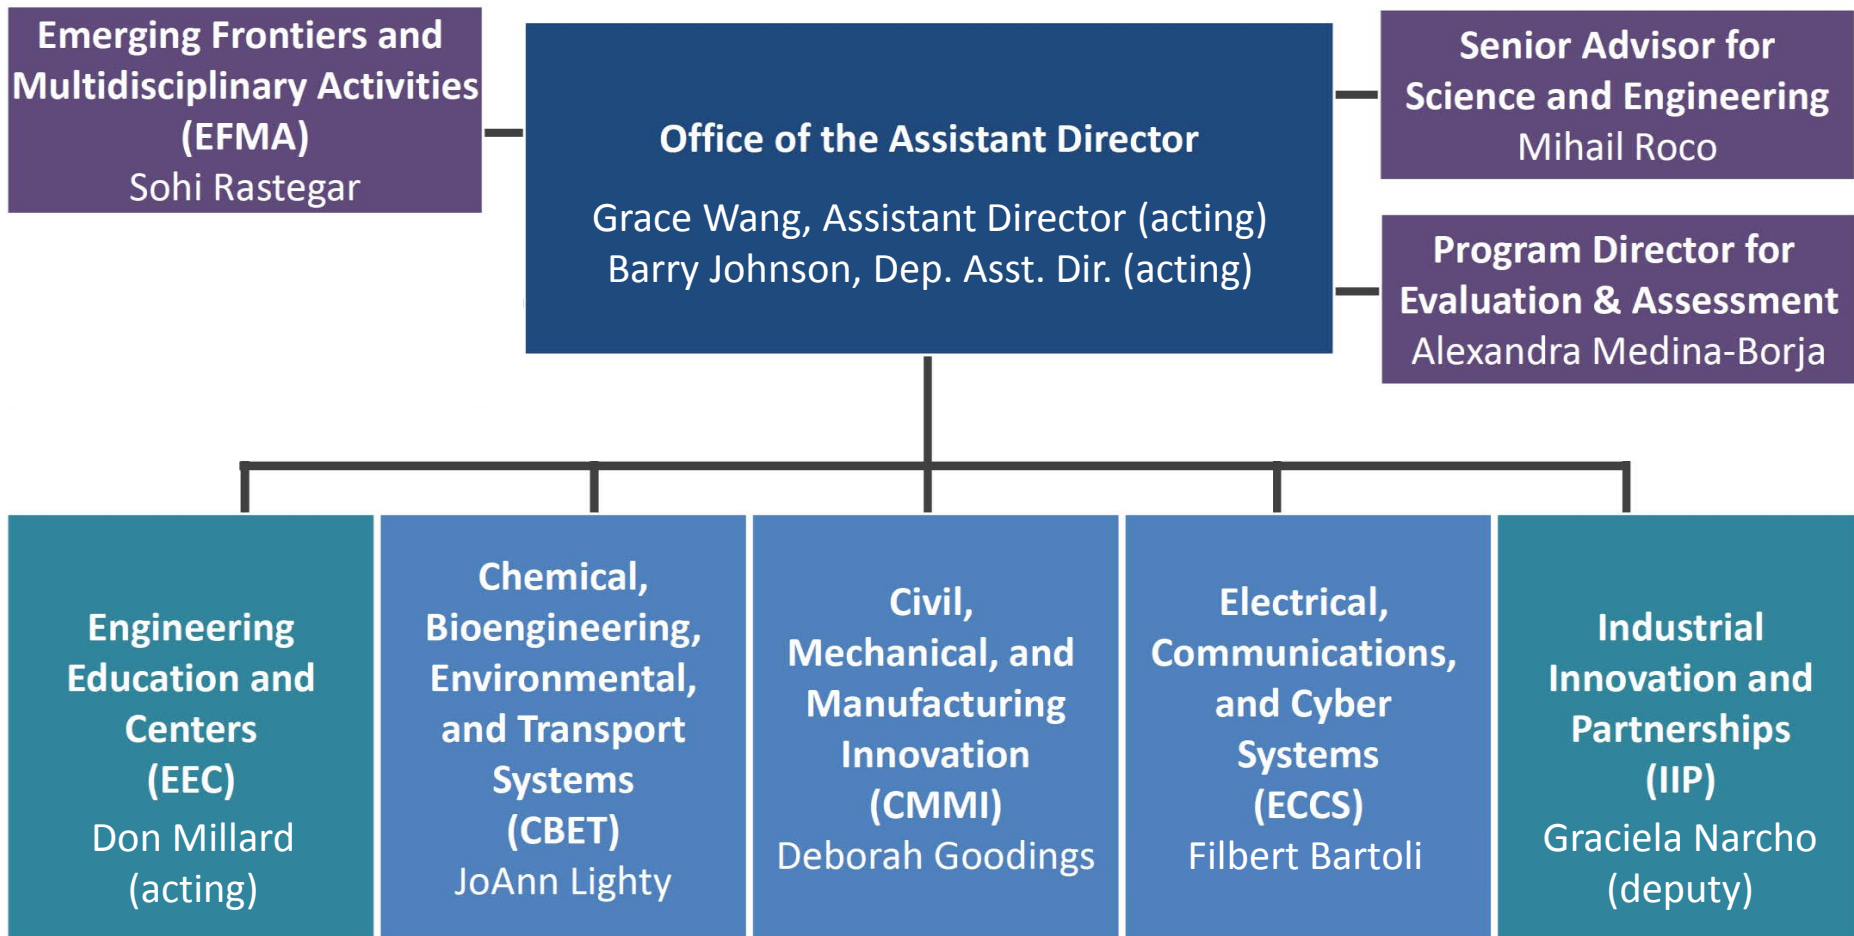 Emerging Frontiers and
Multidisciplinary Activities
(EFMA)
Sohi Rastegar
Office of the Assistant Director
Grace Wang, Assistant Director (acting)
Barry Johnson, Dep. Asst. Dir. (acting)
Senior Advisor for
Science and Engineering
Mihail Roco
Program Director for
Evaluation & Assessment
Alexandra Medina-Borja
Engineering
Education and
Centers
(EEC)
Don Millard
(acting)
Chemical,
Bioengineering,
Environmental,
and Transport
Systems
(CBET)
JoAnn Lighty
Civil,
Mechanical, and
Manufacturing
Innovation
(CMMI)
Deborah Goodings
Electrical,
Communications,
and Cyber
Systems
(ECCS)
Filbert Bartoli
Industrial
Innovation and
Partnerships
(IIP)
Graciela Narcho
(deputy)